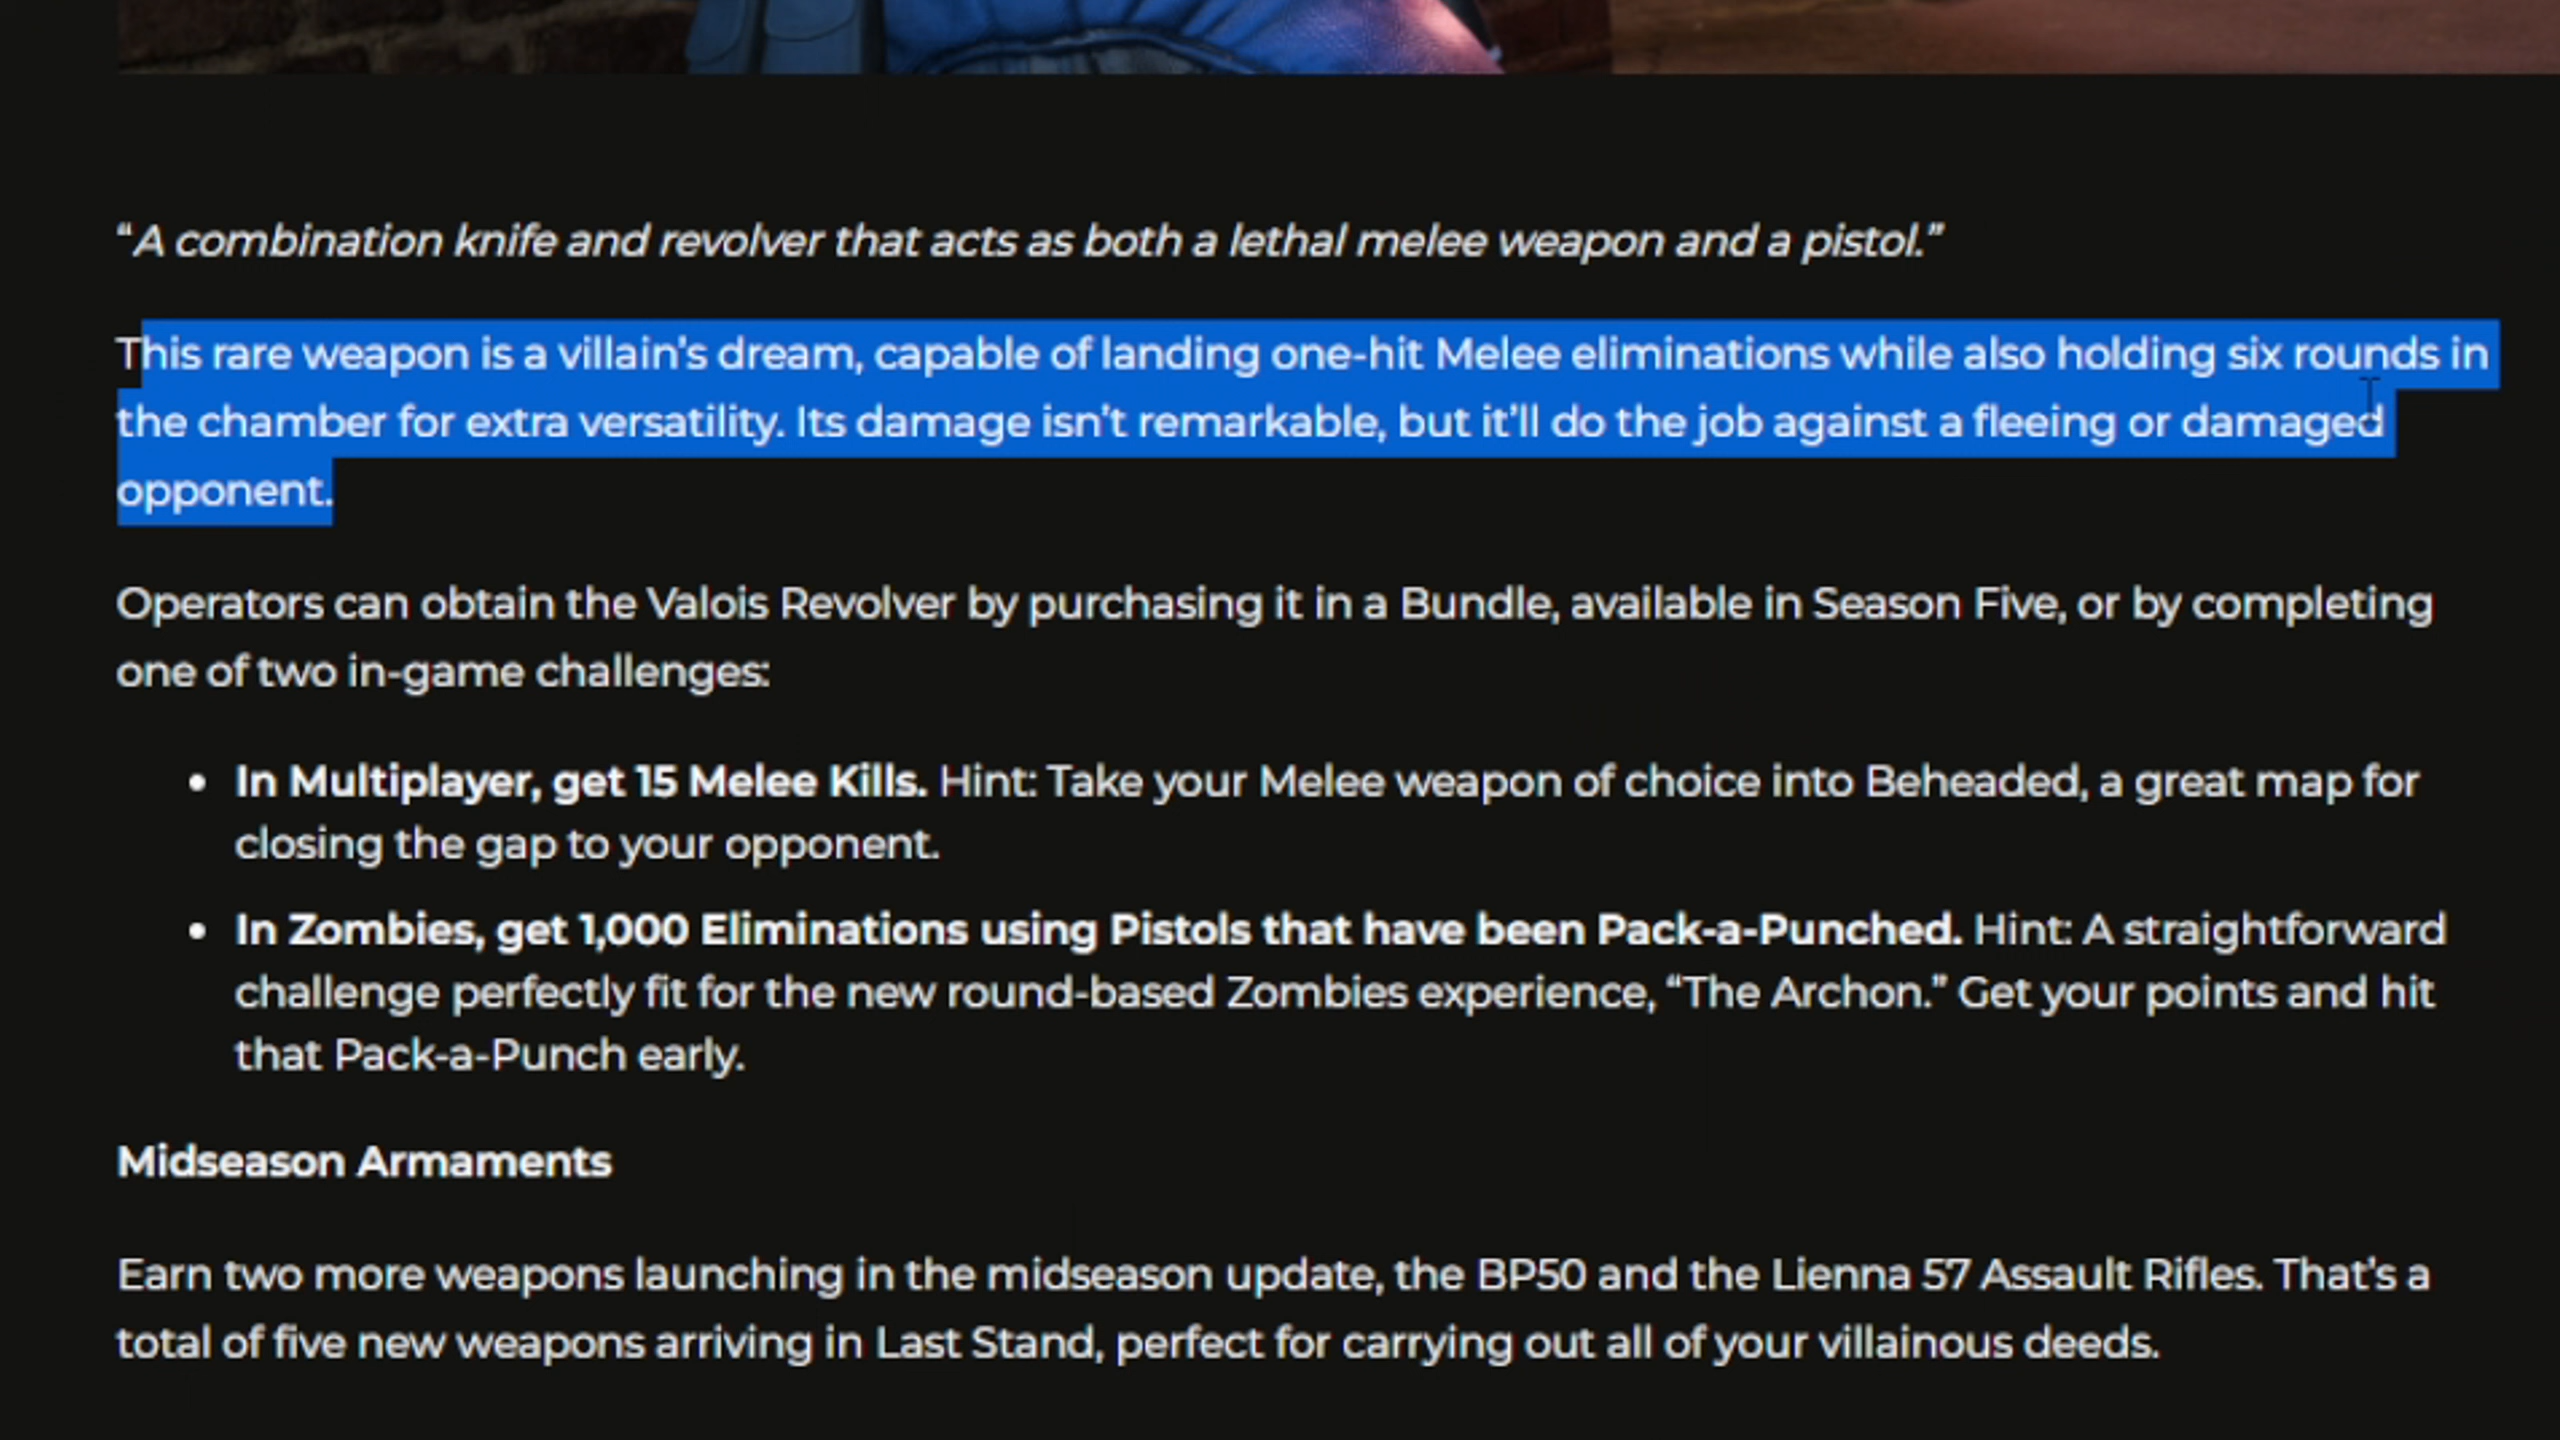 “A combination knife and revolver that acts as both a lethal melee weapon and a pistol.”
This rare weapon is a villain’s dream, capable of landing one-hit Melee eliminations while also holding six rounds in
the chamber for extra versatility. Its damage isn’t remarkable, but it’ll do the job against a fleeing or damaged
opponent.
Operators can obtain the Valois Revolver by purchasing it in a Bundle, available in Season Five, or by completing
one of two in-game challenges:
• In Multiplayer, get 15 Melee Kills. Hint: Take your Melee weapon of choice into Beheaded, a great map for
closing the gap to your opponent.
• In Zombies, get 1,000 Eliminations using Pistols that have been Pack-a-Punched. Hint: A straightforward
challenge perfectly fit for the new round-based Zombies experience, “The Archon.” Get your points and hit
that Pack-a-Punch early.
Midseason Armaments
Earn two more weapons launching in the midseason update, the BP50 and the Lienna 57 Assault Rifles. That’s a
total of five new weapons arriving in Last Stand, perfect for carrying out all of your villainous deeds.